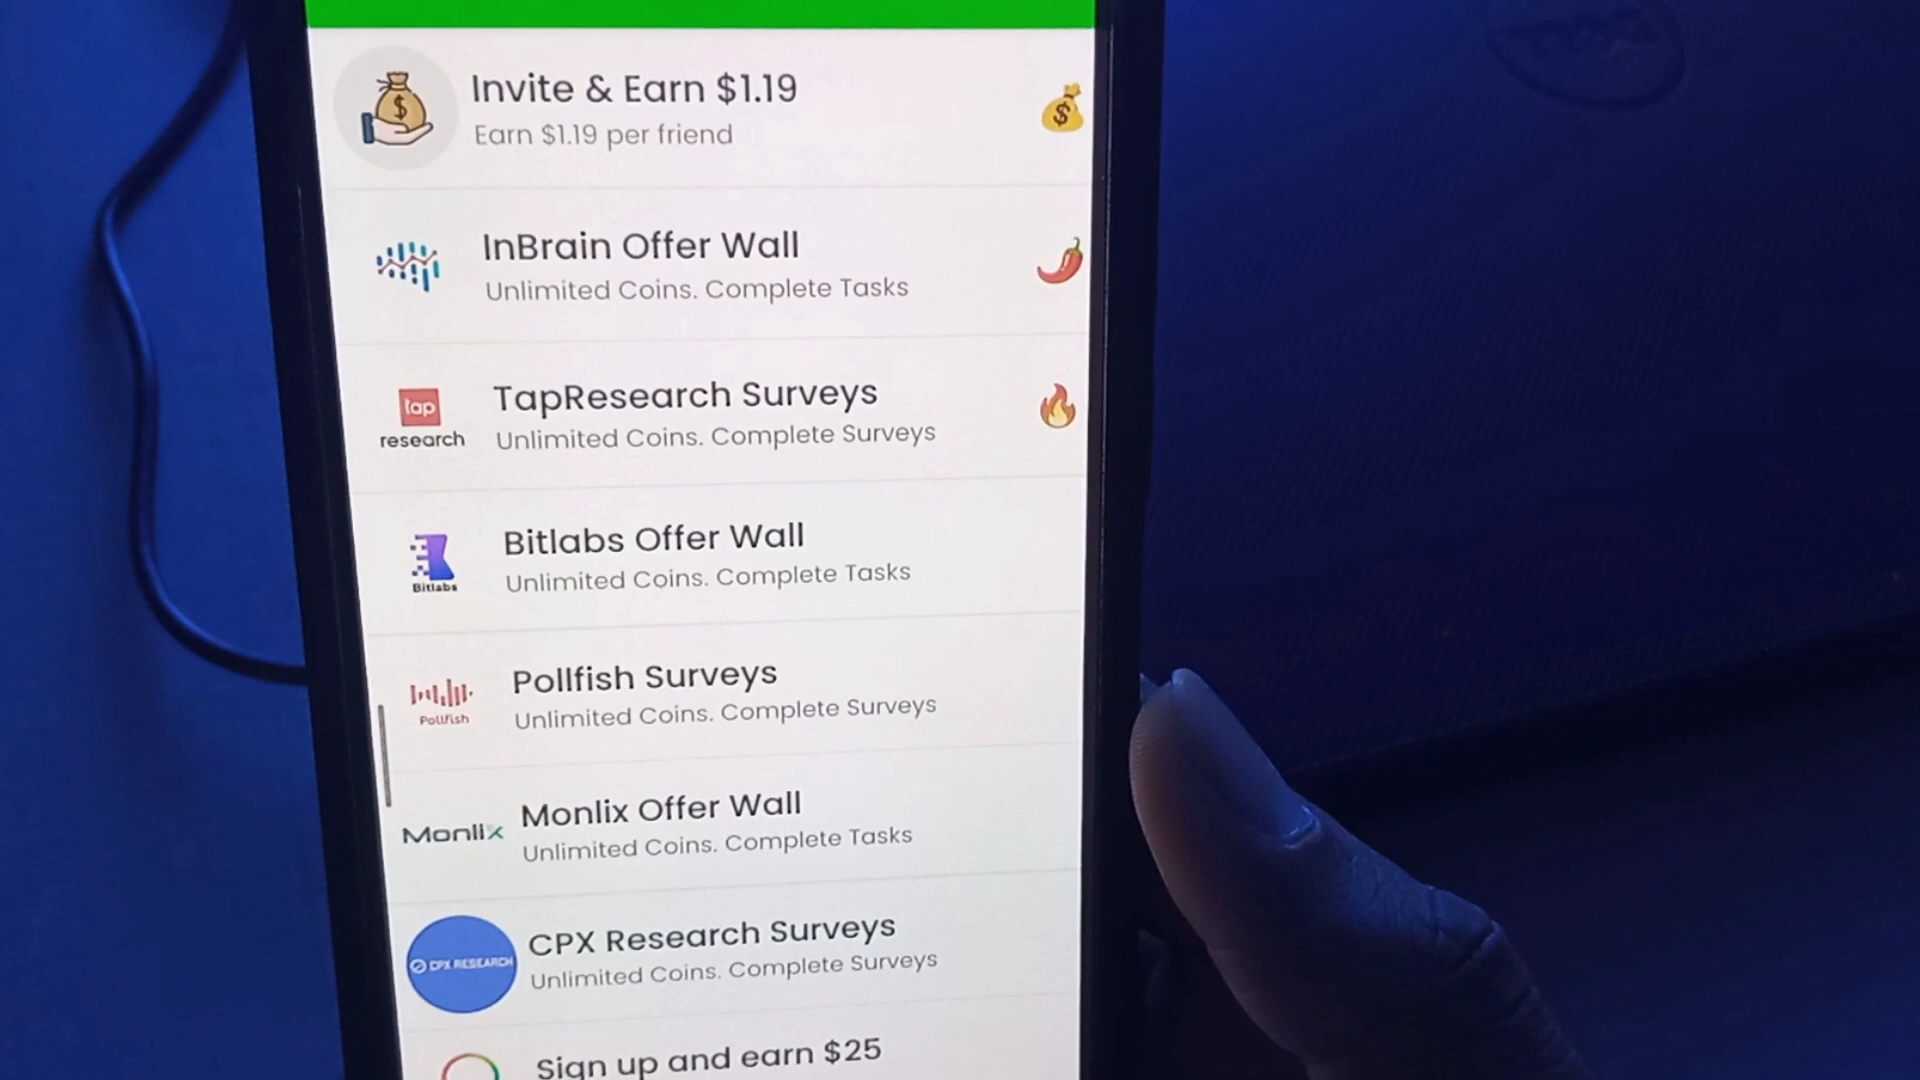 Invite & Earn $1.19
Earn $1.19 per friend
InBrain Offer Wall
Unlimited Coins. Complete Tasks
tap
research
TapResearch Surveys
Unlimited Coins. Complete Surveys
Bitlabs
Bitlabs Offer Wall
Unlimited Coins. Complete Tasks
Pollfish
Pollfish Surveys
Unlimited Coins. Complete Surveys
Monlix
Monlix Offer Wall
Unlimited Coins. Complete Tasks
CPX RESEARCH
CPX Research Surveys
Unlimited Coins. Complete Surveys
Sign up and earn $25